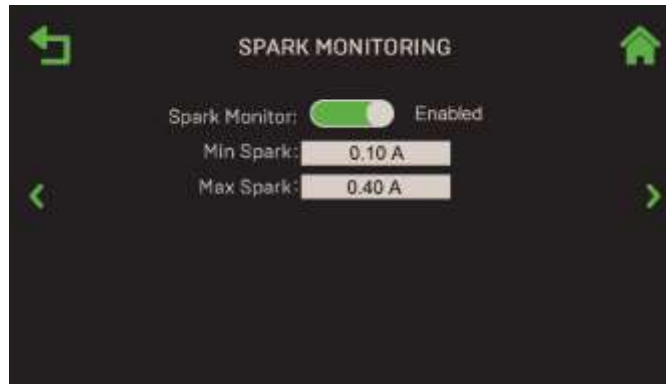 SPARK MONITORING
Spark Monitor: Enabled
Min Spark: 0.10 A
Max Spark: 0.40 A